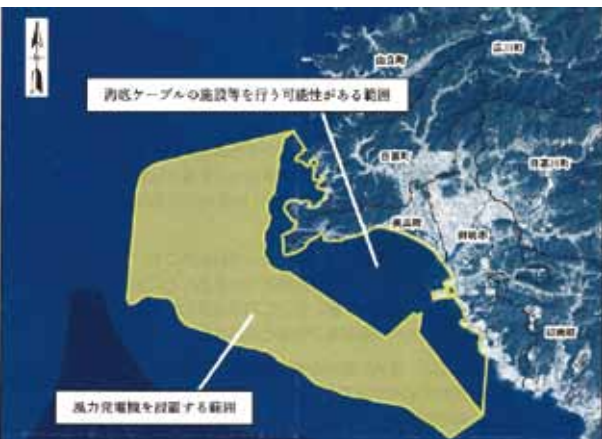 由良町
広川町
海底ケーブルの施設等を行う可能性がある範囲
日高町
日高川町
美浜町
御坊市
印南町
風力発電機を設置する範囲